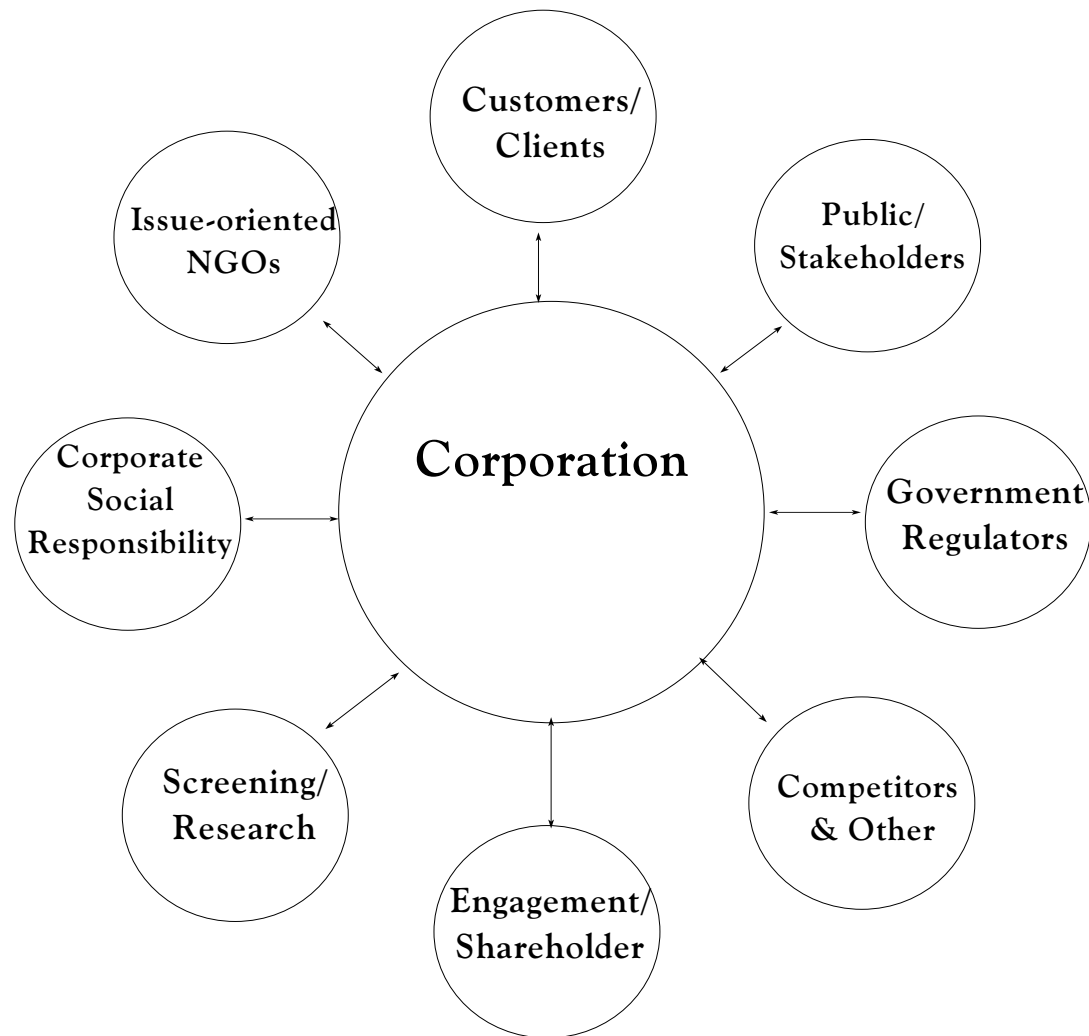 Customers/
Clients
Issue-oriented
NGOs
Public/
Stakeholders
Corporation
Corporate
Social
Responsibility
Government
Regulators
Screening/
Research
Competitors
& Other
Engagement/
Shareholder